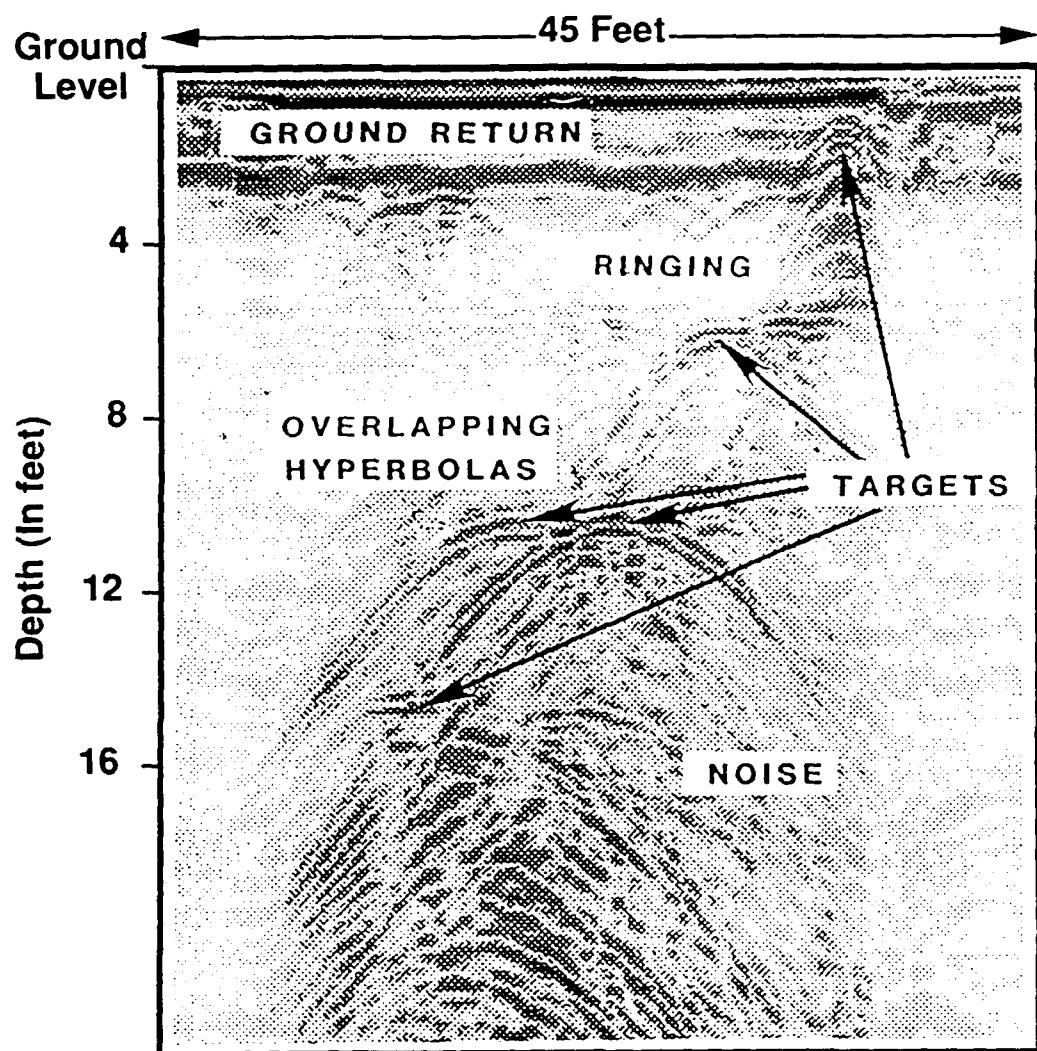 45 Feet
Ground
Level
GROUND RETURN
4
RINGING
8
OVERLAPPING
HYPERBOLAS
TARGETS
Depth (In feet)
12
16
NOISE